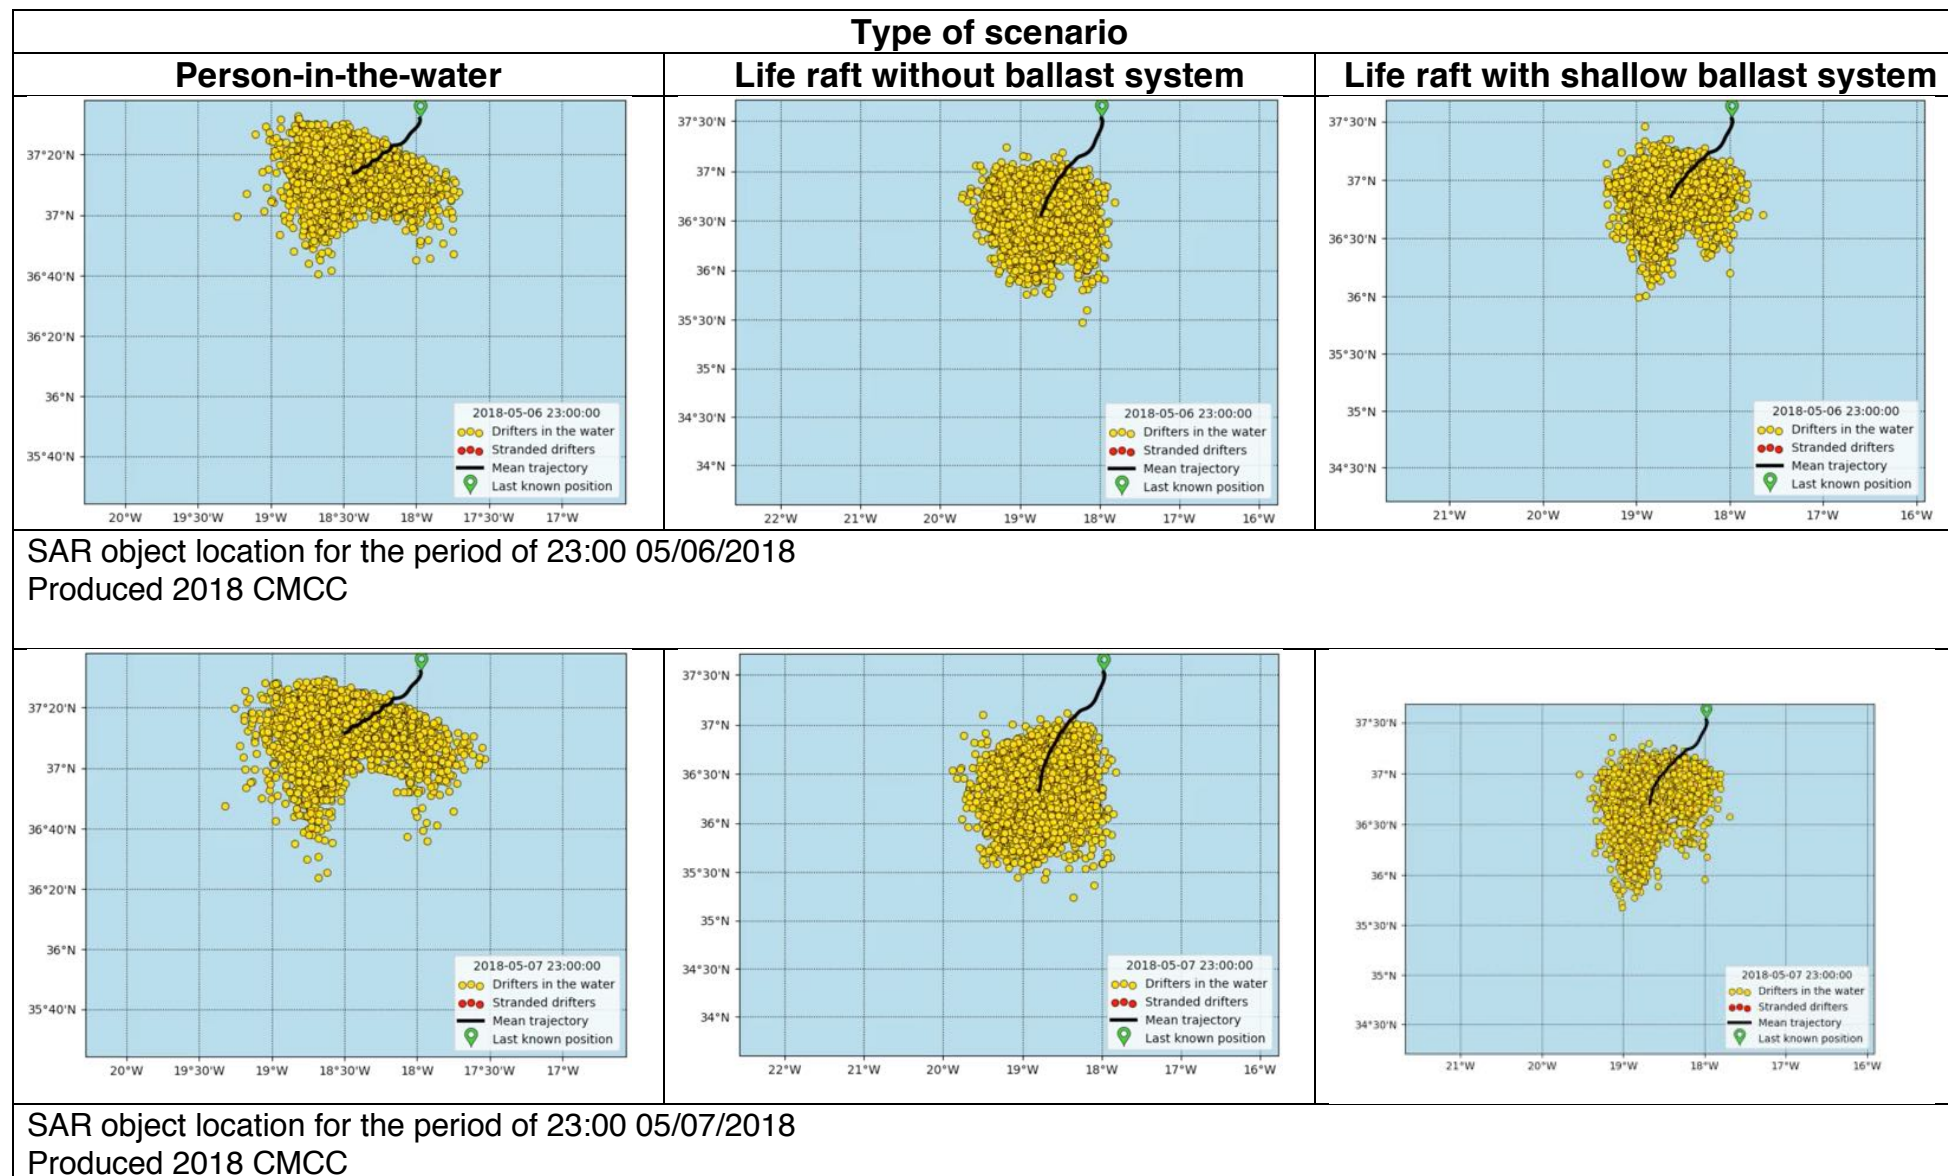 Type of scenario
Person-in-the-water
Life raft without ballast system
Life raft with shallow ballast system
37°20'N
37°N
36°40'N
36°20'N
36°N
35°40'N
2018-05-06 23:00:00
Drifters in the water
Stranded drifters
Mean trajectory
Last known position
20°W 19°30'W 19°W 18°30'W 18°W 17°30'W 17°W
37°30'N
37°N
36°30'N
36°N
35°30'N
35°N
34°30'N
34°N
2018-05-06 23:00:00
Drifters in the water
Stranded drifters
Mean trajectory
Last known position
22°W 21°W 20°W 19°W 18°W 17°W 16°W
37°30'N
37°N
36°30'N
36°N
35°30'N
35°N
34°30'N
2018-05-06 23:00:00
Drifters in the water
Stranded drifters
Mean trajectory
Last known position
21°W 20°W 19°W 18°W 17°W 16°W
SAR object location for the period of 23:00 05/06/2018
Produced 2018 CMCC
37°20'N
37°N
36°40'N
36°20'N
36°N
35°40'N
2018-05-07 23:00:00
Drifters in the water
Stranded drifters
Mean trajectory
Last known position
20°W 19°30'W 19°W 18°30'W 18°W 17°30'W 17°W
37°30'N
37°N
36°30'N
36°N
35°30'N
35°N
34°30'N
34°N
2018-05-07 23:00:00
Drifters in the water
Stranded drifters
Mean trajectory
Last known position
22°W 21°W 20°W 19°W 18°W 17°W 16°W
37°30'N
37°N
36°30'N
36°N
35°30'N
35°N
34°30'N
2018-05-07 23:00:00
Drifters in the water
Stranded drifters
Mean trajectory
Last known position
21°W 20°W 19°W 18°W 17°W 16°W
SAR object location for the period of 23:00 05/07/2018
Produced 2018 CMCC